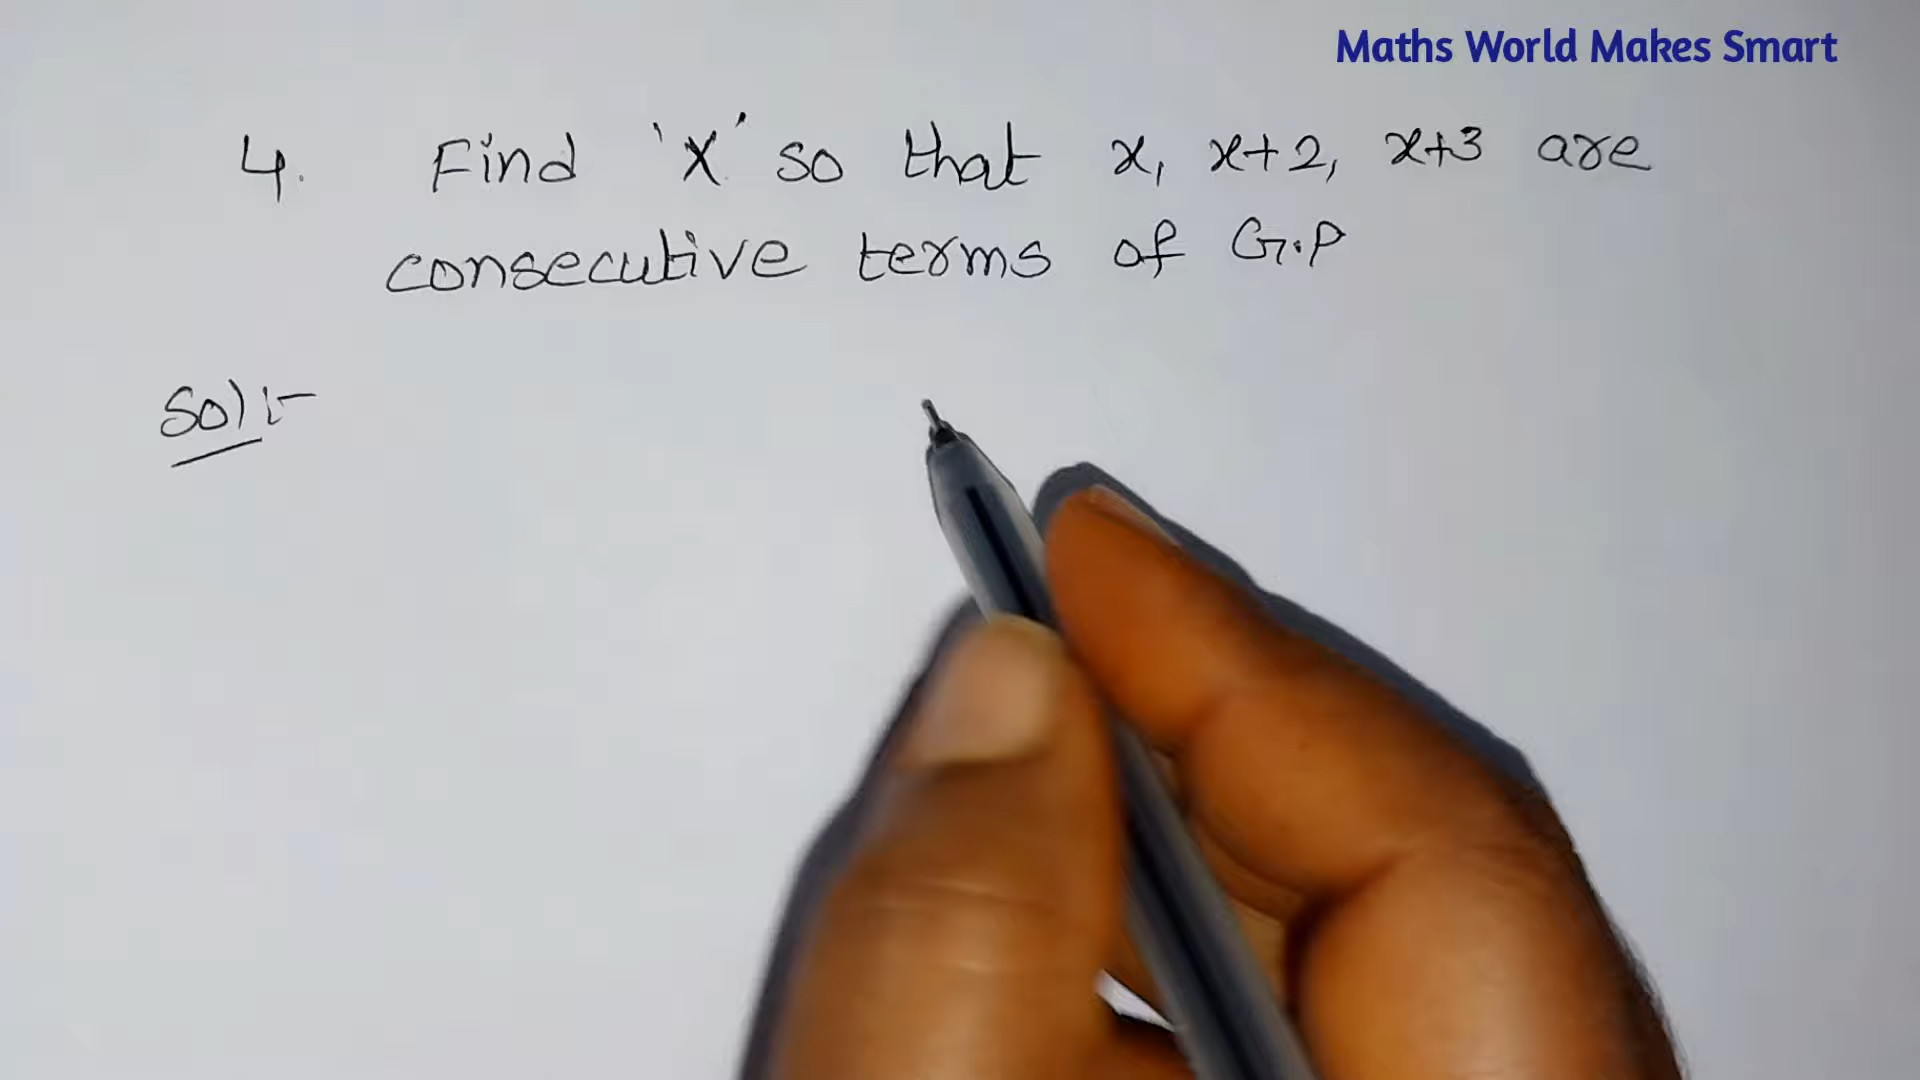 Maths World Makes Smart
4. Find 'x' so that x, x+2, x+3 are
consecutive terms of G.P
Sol:-